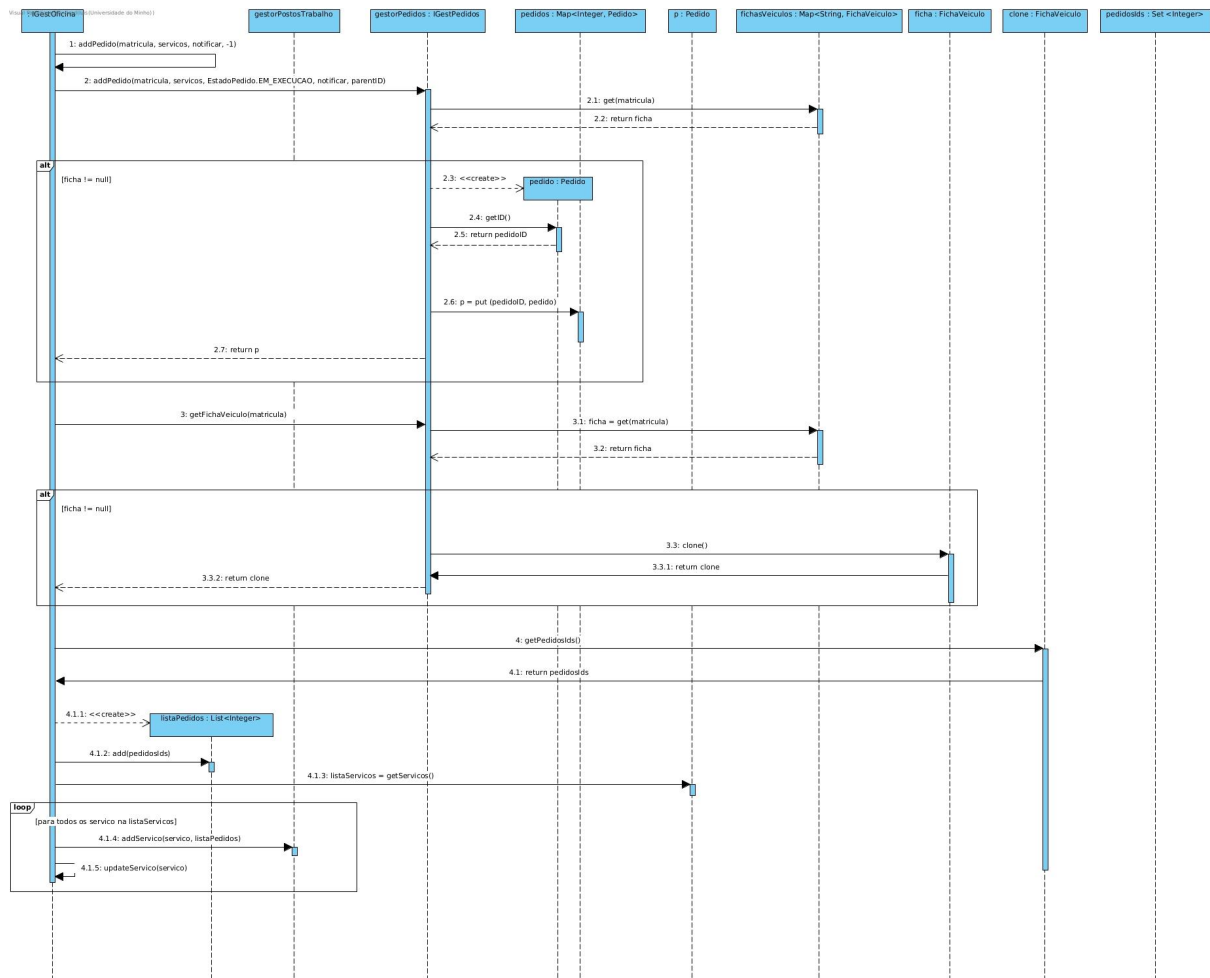 (Universidade do Minho)
IGestOficina
gestorPostosTrabalho
gestorPedidos : IGestPedidos
pedidos : Map<Integer, Pedido>
p : Pedido
fichasVeiculos : Map<String, FichaVeiculo>
ficha : FichaVeiculo
clone : FichaVeiculo
pedidosIds : Set <Integer>
1: addPedido(matricula, servicos, notificar, -1)
2: addPedido(matricula, servicos, EstadoPedido.EM_EXECUCAO, notificar, parentID)
2.1: get(matricula)
2.2: return ficha
alt
[ficha != null]
2.3: <<create>>
pedido : Pedido
2.4: getID()
2.5: return pedidoID
2.6: p = put (pedidoID, pedido)
2.7: return p
3: getFichaVeiculo(matricula)
3.1: ficha = get(matricula)
3.2: return ficha
alt
[ficha != null]
3.3: clone()
3.3.1: return clone
3.3.2: return clone
4: getPedidosIds()
4.1: return pedidosIds
4.1.1: <<create>>
listaPedidos : List<Integer>
4.1.2: add(pedidosIds)
4.1.3: listaServicos = getServicos()
loop
[para todos os servico na listaServicos]
4.1.4: addServico(servico, listaPedidos)
4.1.5: updateServico(servico)